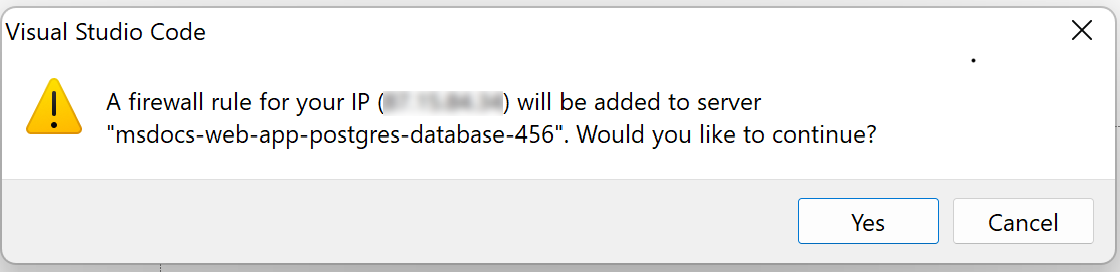 Visual Studio Code
A firewall rule for your IP () will be added to server
"msdocs-web-app-postgres-database-456". Would you like to continue?
Yes
Cancel